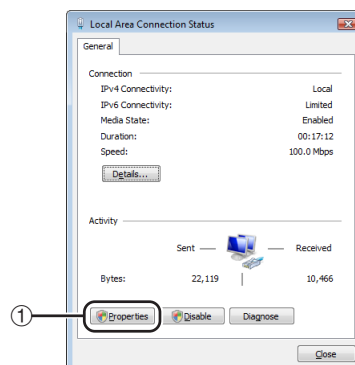 Local Area Connection Status
General
Connection
IPv4 Connectivity: Local
IPv6 Connectivity: Limited
Media State: Enabled
Duration: 00:17:12
Speed: 100.0 Mbps
Details...
Activity
Sent — — Received
Bytes: 22,119 | 10,466
① Properties Disable Diagnose
Close